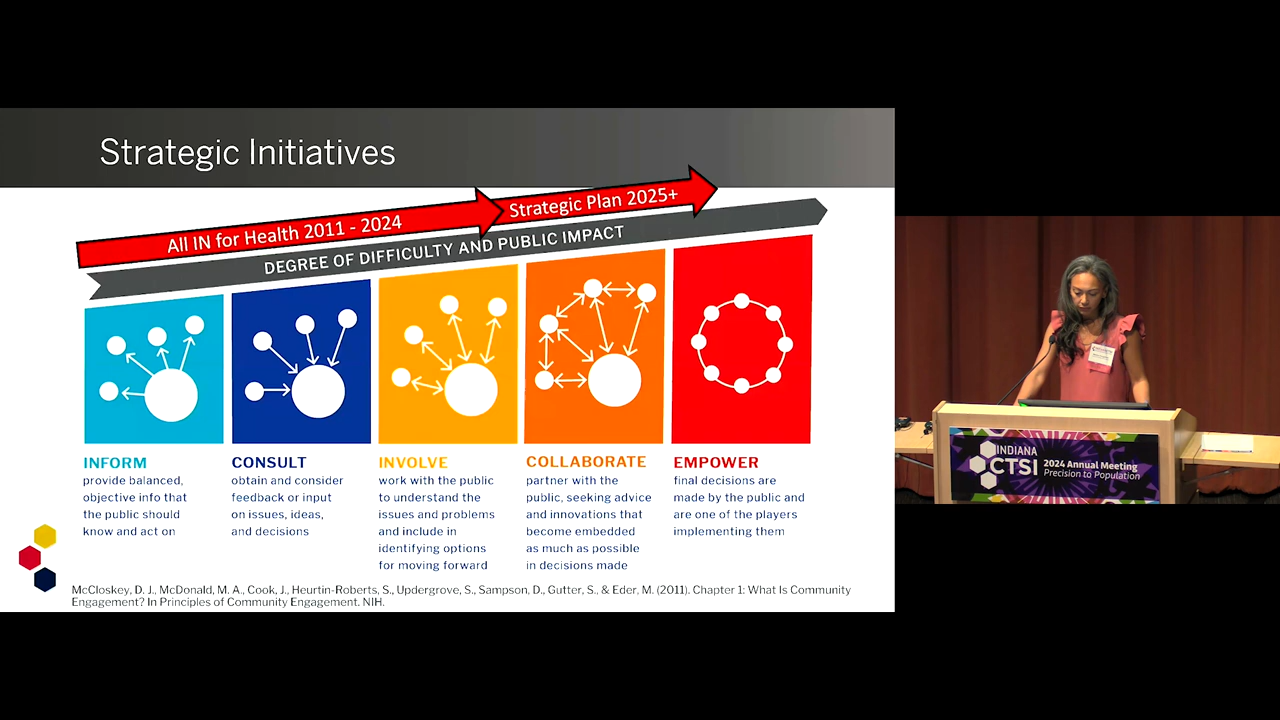 Strategic Initiatives
All IN for Health 2011 - 2024
Strategic Plan 2025+
DEGREE OF DIFFICULTY AND PUBLIC IMPACT
INFORM
provide balanced,
objective info that
the public should
know and act on
CONSULT
obtain and consider
feedback or input
on issues, ideas,
and decisions
INVOLVE
work with the public
to understand the
issues and problems
and include in
identifying options
for moving forward
COLLABORATE
partner with the
public, seeking advice
and innovations that
become embedded
as much as possible
in decisions made
EMPOWER
final decisions are
made by the public and
are one of the players
implementing them
McCloskey, D. J., McDonald, M. A., Cook, J., Heurtin-Roberts, S., Updergrove, S., Sampson, D., Gutter, S., & Eder, M. (2011). Chapter 1: What Is Community
Engagement? In Principles of Community Engagement. NIH.
INDIANA
CTSI
2024 Annual Meeting
Precision to Population